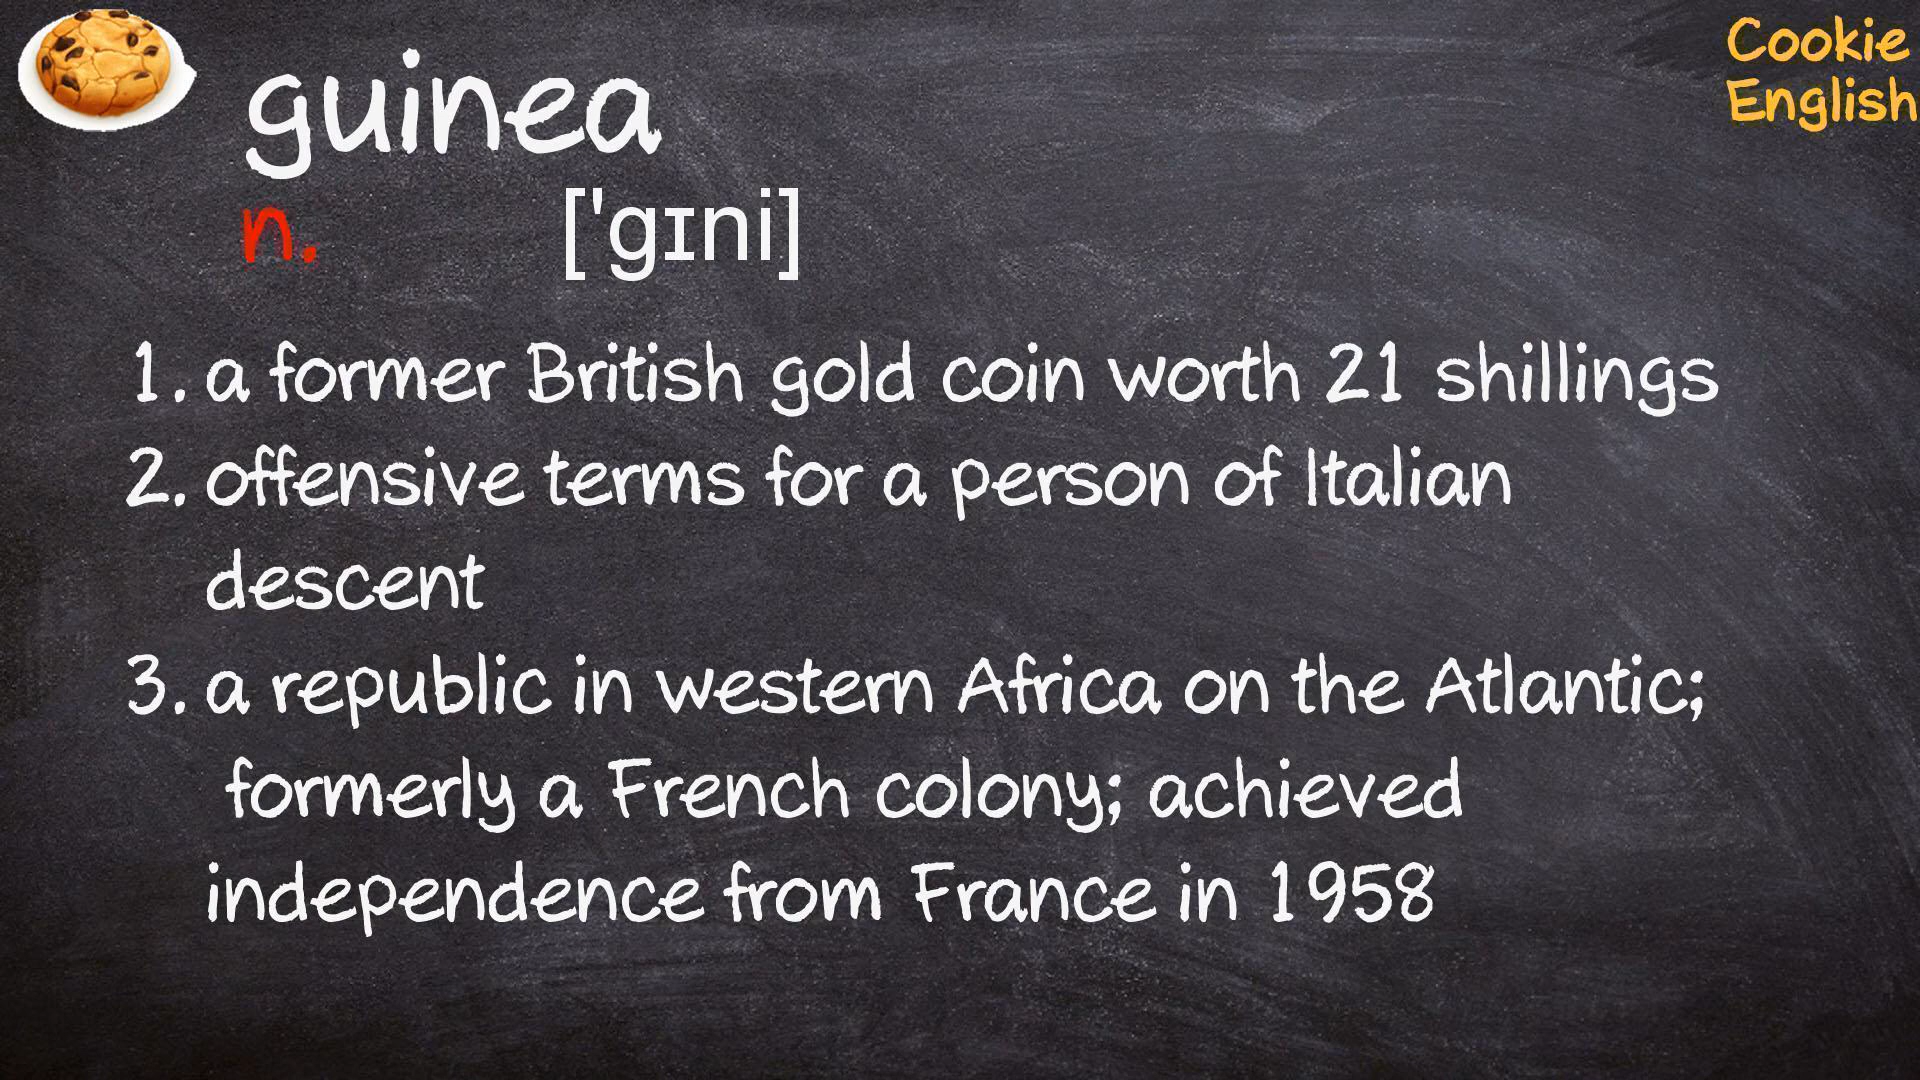 Cookie
English
guinea
n. ['gɪni]
1. a former British gold coin worth 21 shillings
2. offensive terms for a person of Italian
descent
3. a republic in western Africa on the Atlantic;
formerly a French colony; achieved
independence from France in 1958